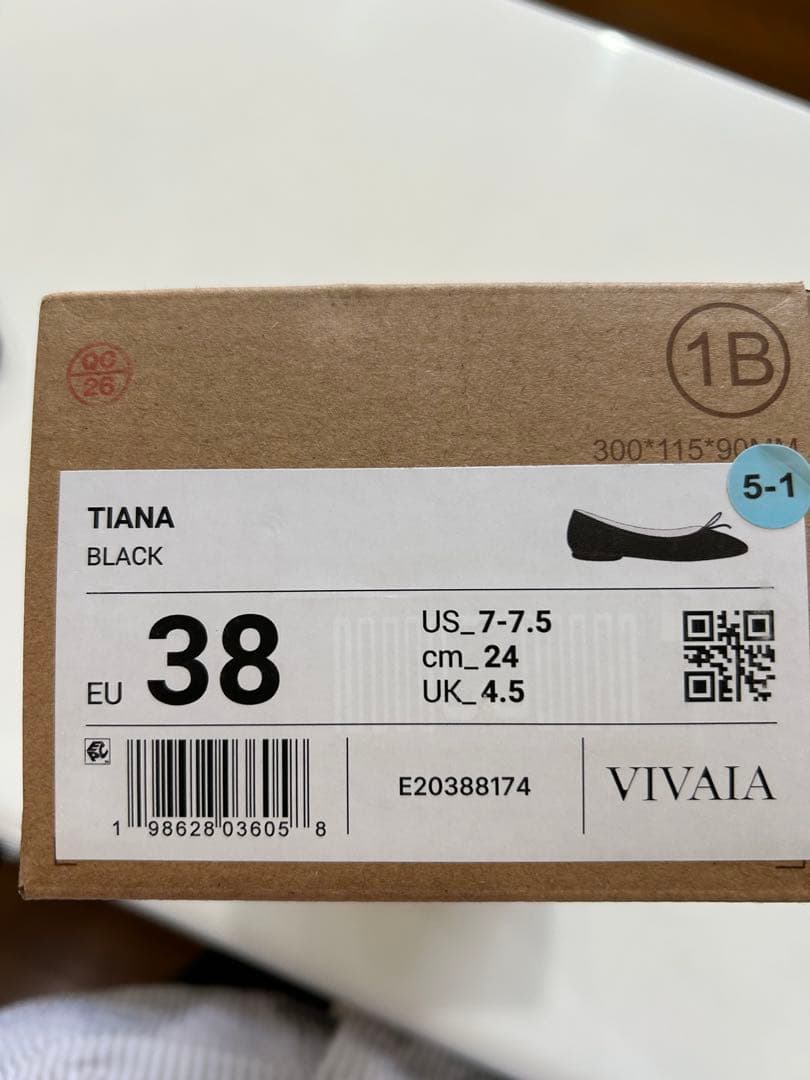 QC
26
1B
300*115*90MM
5-1
TIANA
BLACK
EU 38
US_7-7.5
cm_24
UK_4.5
1 98628 03605 8
E20388174
VIVAIA